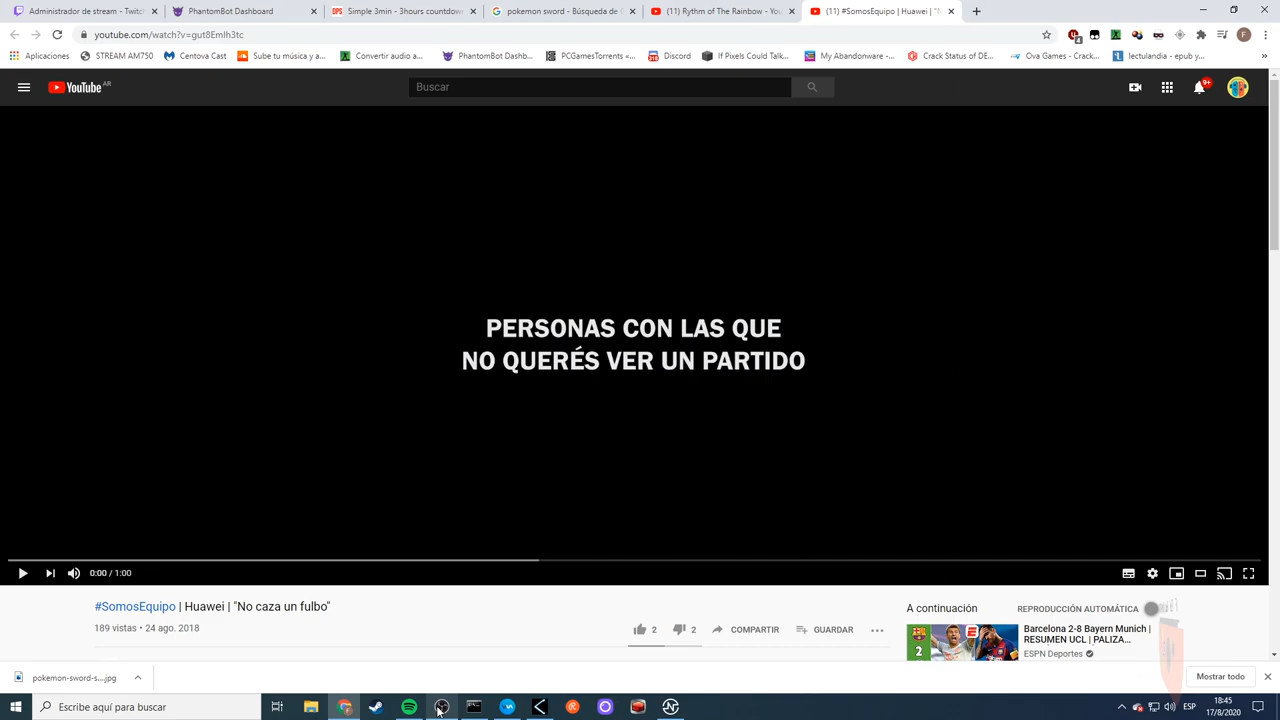 Administrador de stream - Twitc
PhantomBot Dashboard
Simple 3min - 3hours countdown
pokemon sword - Búsqueda de G
(11) Rythm of The Rainbow - You
(11) #SomosEquipo | Huawei | "N
youtube.com/watch?v=gut8EmIh3tc
Aplicaciones
STREAM AM750
Centova Cast
Sube tu música y a...
Convertir audio a...
PhantomBot Dashb...
PCGamesTorrents «...
Discord
If Pixels Could Talk...
My Abandonware -...
Crack Status of DE...
Ova Games - Crack...
lectulandia - epub y...
YouTube AR
Buscar
9+
PERSONAS CON LAS QUE
NO QUERÉS VER UN PARTIDO
0:00 / 1:00
#SomosEquipo | Huawei | "No caza un fulbo"
189 vistas • 24 ago. 2018
2
2
COMPARTIR
GUARDAR
A continuación
REPRODUCCIÓN AUTOMÁTICA
Barcelona 2-8 Bayern Munich |
RESUMEN UCL | PALIZA...
ESPN Deportes
2
pokemon-sword-s....jpg
Mostrar todo
Escribe aquí para buscar
ESP
18:45
17/8/2020